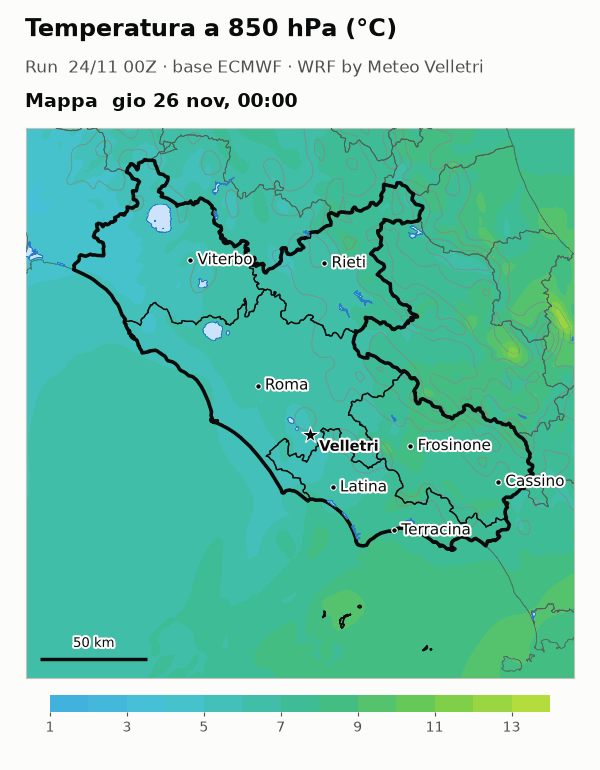 Temperatura a 850 hPa (°C)
Run  24/11 00Z · base ECMWF · WRF by Meteo Velletri
Mappa  gio 26 nov, 00:00
Viterbo
Rieti
Roma
Velletri
Frosinone
Latina
Cassino
Terracina
50 km
1 3 5 7 9 11 13